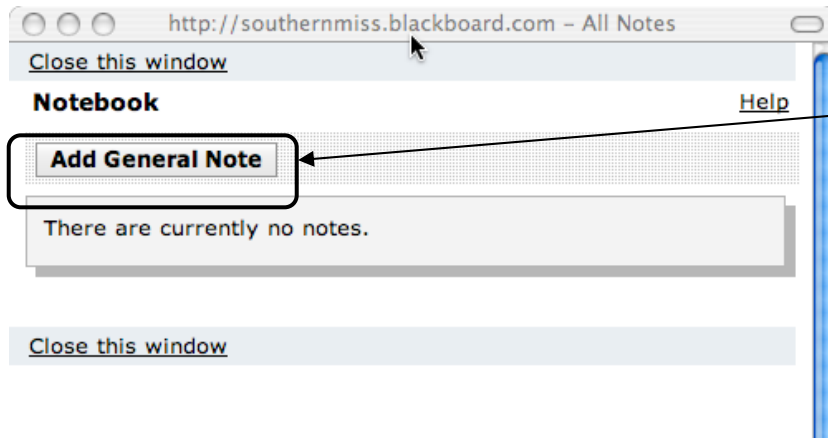 http://southernmiss.blackboard.com – All Notes
Close this window
Notebook Help
Add General Note
There are currently no notes.
Close this window